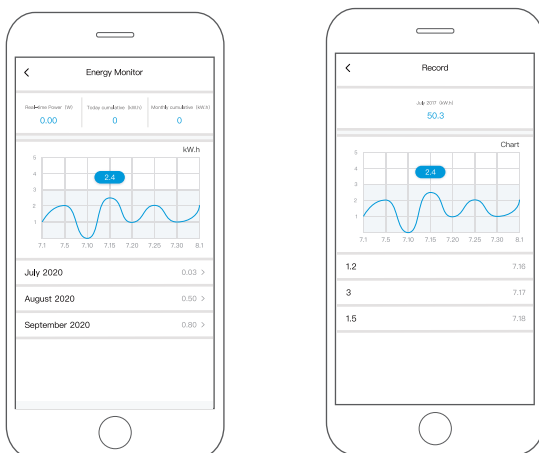 Energy Monitor
Real-time Power (W) Today cumulative (kW.h) Monthly cumulative (kW.h)
0.00 0 0
kW.h
5
4
3
2
1
2.4
7.1 7.5 7.10 7.15 7.20 7.25 7.30 8.1
July 2020 0.03 >
August 2020 0.50 >
September 2020 0.80 >
Record
July 2017 (kW.h)
50.3
Chart
5
4
3
2
1
2.4
7.1 7.5 7.10 7.15 7.20 7.25 7.30 8.1
1.2 7.16
3 7.17
1.5 7.18